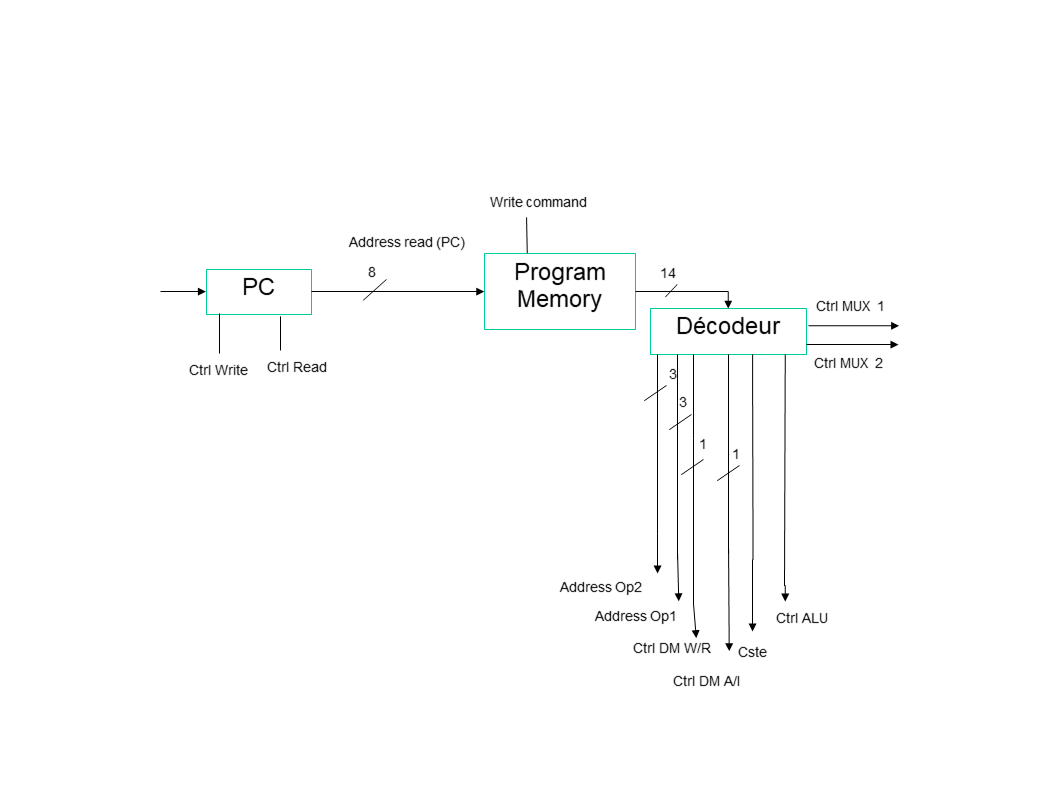 Write command
Address read (PC)
8
PC
Program
Memory
14
Ctrl Write
Ctrl Read
Décodeur
Ctrl MUX 1
Ctrl MUX 2
3
3
1
1
Address Op2
Address Op1
Ctrl ALU
Ctrl DM W/R
Cste
Ctrl DM A/I